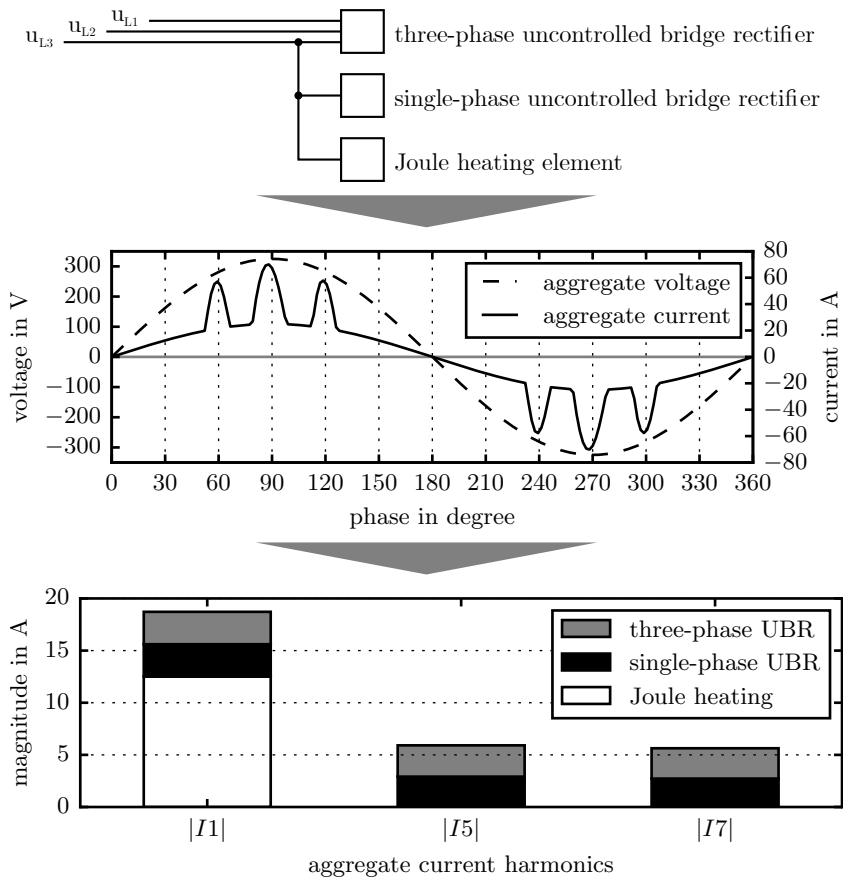 u_L1
u_L2
u_L3
three-phase uncontrolled bridge rectifier
single-phase uncontrolled bridge rectifier
Joule heating element
voltage in V
300
200
100
0
−100
−200
−300
aggregate voltage
aggregate current
80
60
40
20
0
−20
−40
−60
−80
current in A
0 30 60 90 120 150 180 210 240 270 300 330 360
phase in degree
magnitude in A
20
15
10
5
0
three-phase UBR
single-phase UBR
Joule heating
|I1| |I5| |I7|
aggregate current harmonics